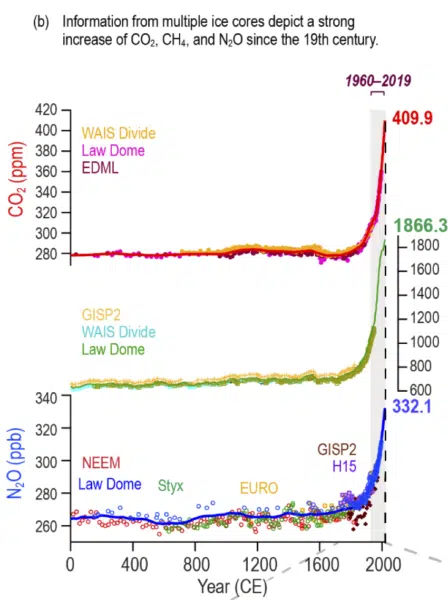 (b) Information from multiple ice cores depict a strong
increase of CO₂, CH₄, and N₂O since the 19th century.
1960–2019
420
400
380
360
340
320
300
280
CO₂ (ppm)
WAIS Divide
Law Dome
EDML
409.9
1866.3
1800
1600
1400
1200
1000
800
600
GISP2
WAIS Divide
Law Dome
340
320
300
280
260
N₂O (ppb)
332.1
GISP2
H15
NEEM
Law Dome
Styx
EURO
0
400
800
1200
1600
2000
Year (CE)